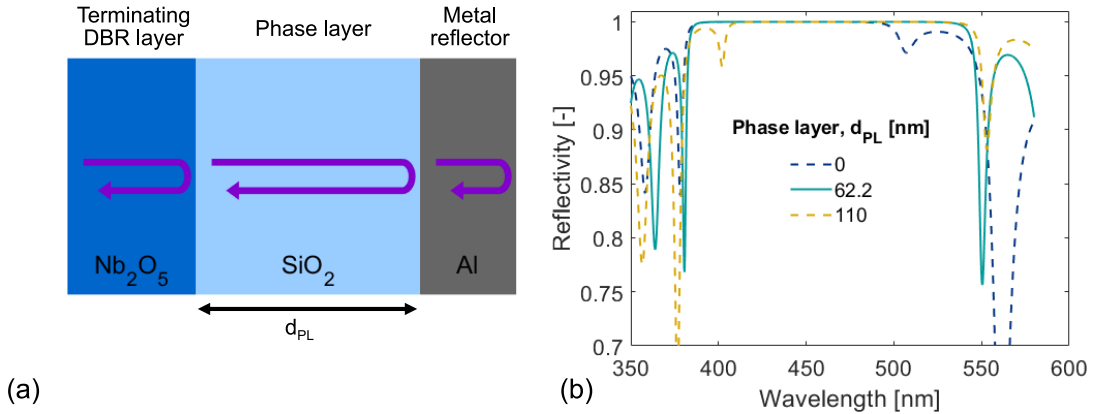 Terminating
DBR layer
Phase layer
Metal
reflector
Nb₂O₅
SiO₂
Al
d_PL
(a)
Reflectivity [-]
1
0.95
0.9
0.85
0.8
0.75
0.7
Phase layer, d_PL [nm]
0
62.2
110
350
400
450
500
550
600
Wavelength [nm]
(b)